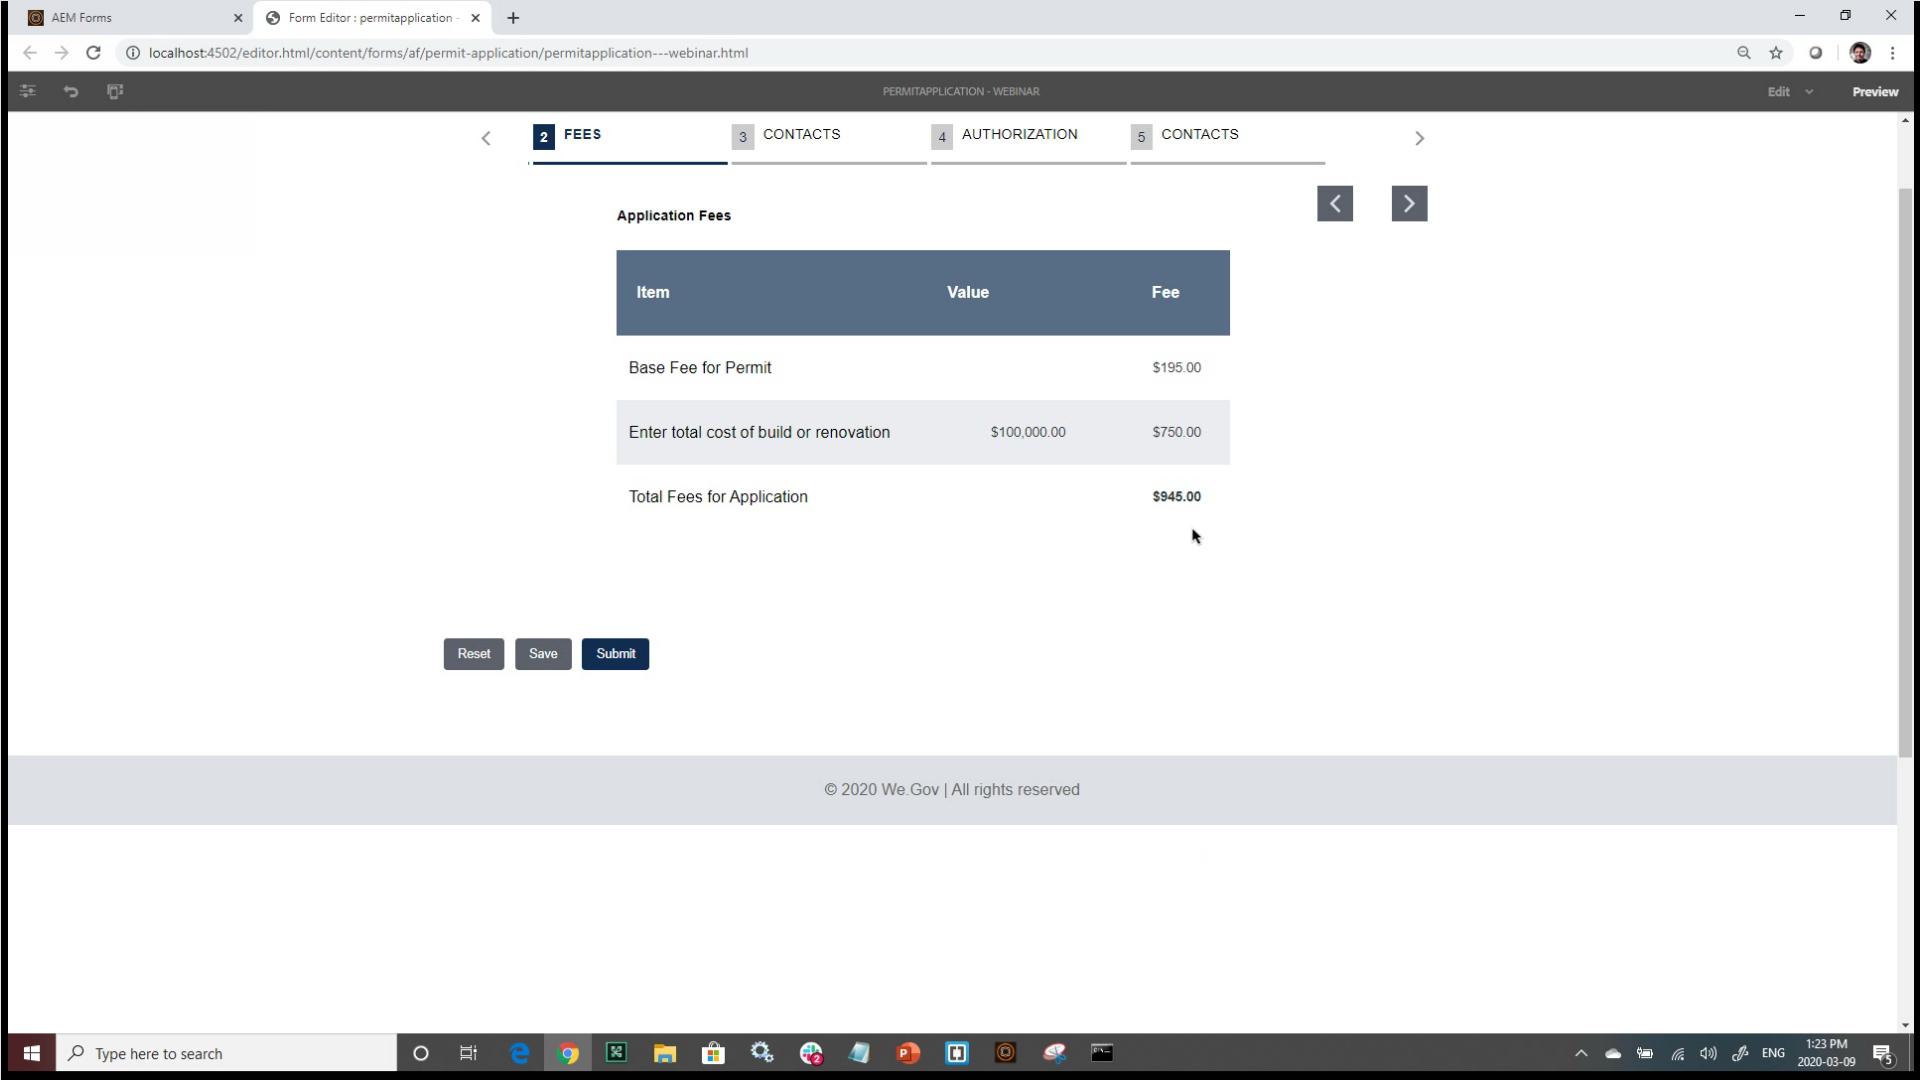 AEM Forms
Form Editor : permitapplication -
localhost:4502/editor.html/content/forms/af/permit-application/permitapplication---webinar.html
PERMITAPPLICATION - WEBINAR
Edit
Preview
2 FEES
3 CONTACTS
4 AUTHORIZATION
5 CONTACTS
Application Fees
Item Value Fee
Base Fee for Permit $195.00
Enter total cost of build or renovation $100,000.00 $750.00
Total Fees for Application $945.00
Reset Save Submit
© 2020 We.Gov | All rights reserved
Type here to search
2
P
ENG
1:23 PM
2020-03-09
5